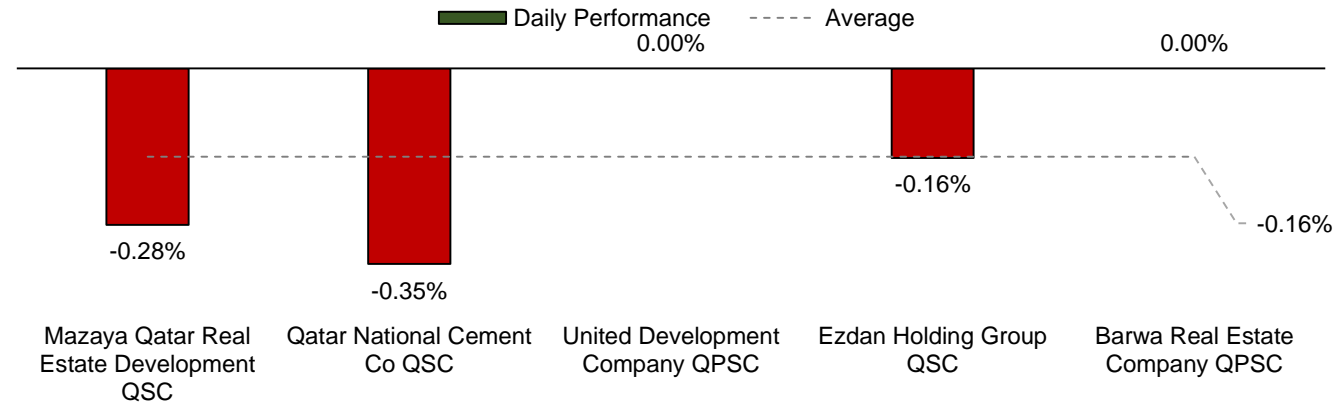 Daily Performance
Average
0.00%
0.00%
-0.16%
-0.16%
-0.28%
-0.35%
Mazaya Qatar Real
Estate Development
QSC
Qatar National Cement
Co QSC
United Development
Company QPSC
Ezdan Holding Group
QSC
Barwa Real Estate
Company QPSC